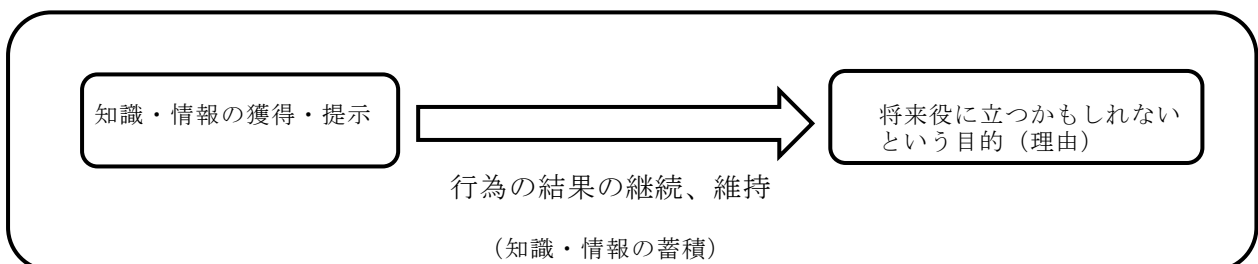 知識・情報の獲得・提示
将来役に立つかもしれない
という目的（理由）
行為の結果の継続、維持
（知識・情報の蓄積）